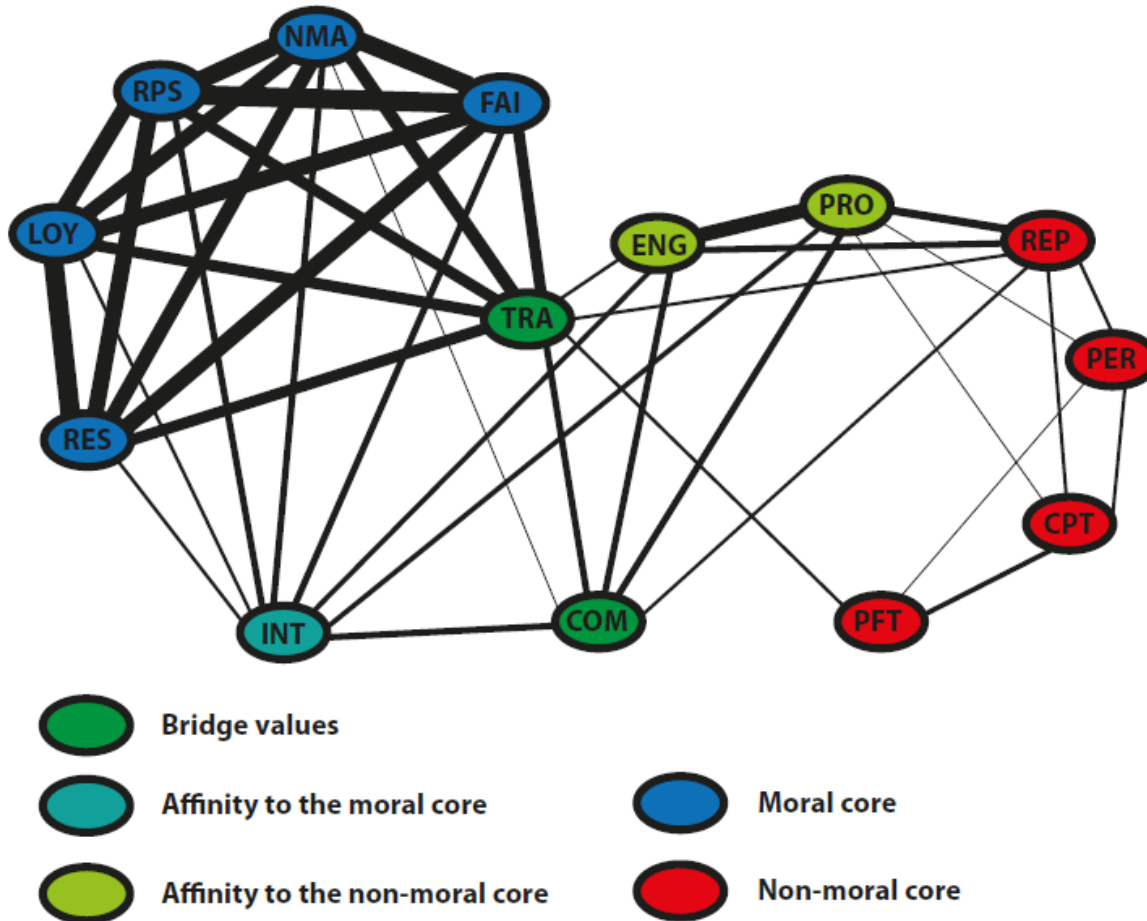 NMA
RPS
FAI
PRO
LOY
ENG
REP
TRA
PER
RES
CPT
INT
COM
PFT
Bridge values
Affinity to the moral core
Moral core
Affinity to the non-moral core
Non-moral core